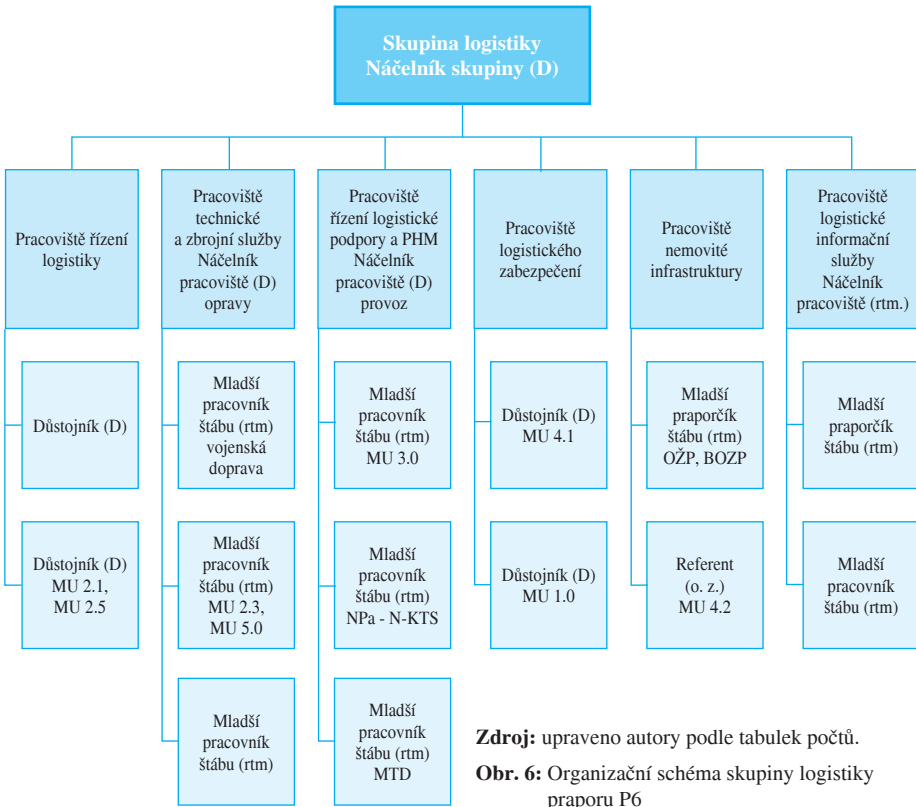 Skupina logistiky
Náčelník skupiny (D)
Pracoviště řízení
logistiky
Pracoviště
technické
a zbrojní služby
Náčelník
pracoviště (D)
opravy
Pracoviště
řízení logistické
podpory a PHM
Náčelník
pracoviště (D)
provoz
Pracoviště
logistického
zabezpečení
Pracoviště
nemovité
infrastruktury
Pracoviště
logistické
informační
služby
Náčelník
pracoviště (rtm.)
Důstojník (D)
Mladší
pracovník
štábu (rtm)
vojenská
doprava
Mladší
pracovník
štábu (rtm)
MU 3.0
Důstojník (D)
MU 4.1
Mladší
praporčík
štábu (rtm)
OŽP, BOZP
Mladší
praporčík
štábu (rtm)
Důstojník (D)
MU 2.1,
MU 2.5
Mladší
pracovník
štábu (rtm)
MU 2.3,
MU 5.0
Mladší
pracovník
štábu (rtm)
NPa - N-KTS
Důstojník (D)
MU 1.0
Referent
(o. z.)
MU 4.2
Mladší
pracovník
štábu (rtm)
Mladší
pracovník
štábu (rtm)
Mladší
pracovník
štábu (rtm)
MTD
Zdroj: upraveno autory podle tabulek počtů.
Obr. 6: Organizační schéma skupiny logistiky
praporu P6